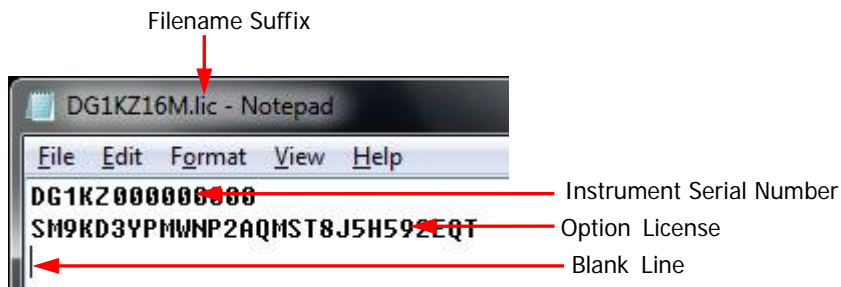 Filename Suffix
DG1KZ16M.lic - Notepad
File Edit Format View Help
DG1KZ000000000 Instrument Serial Number
SM9KD3YPMWNP2AQMST8J5H592EQT Option License
Blank Line